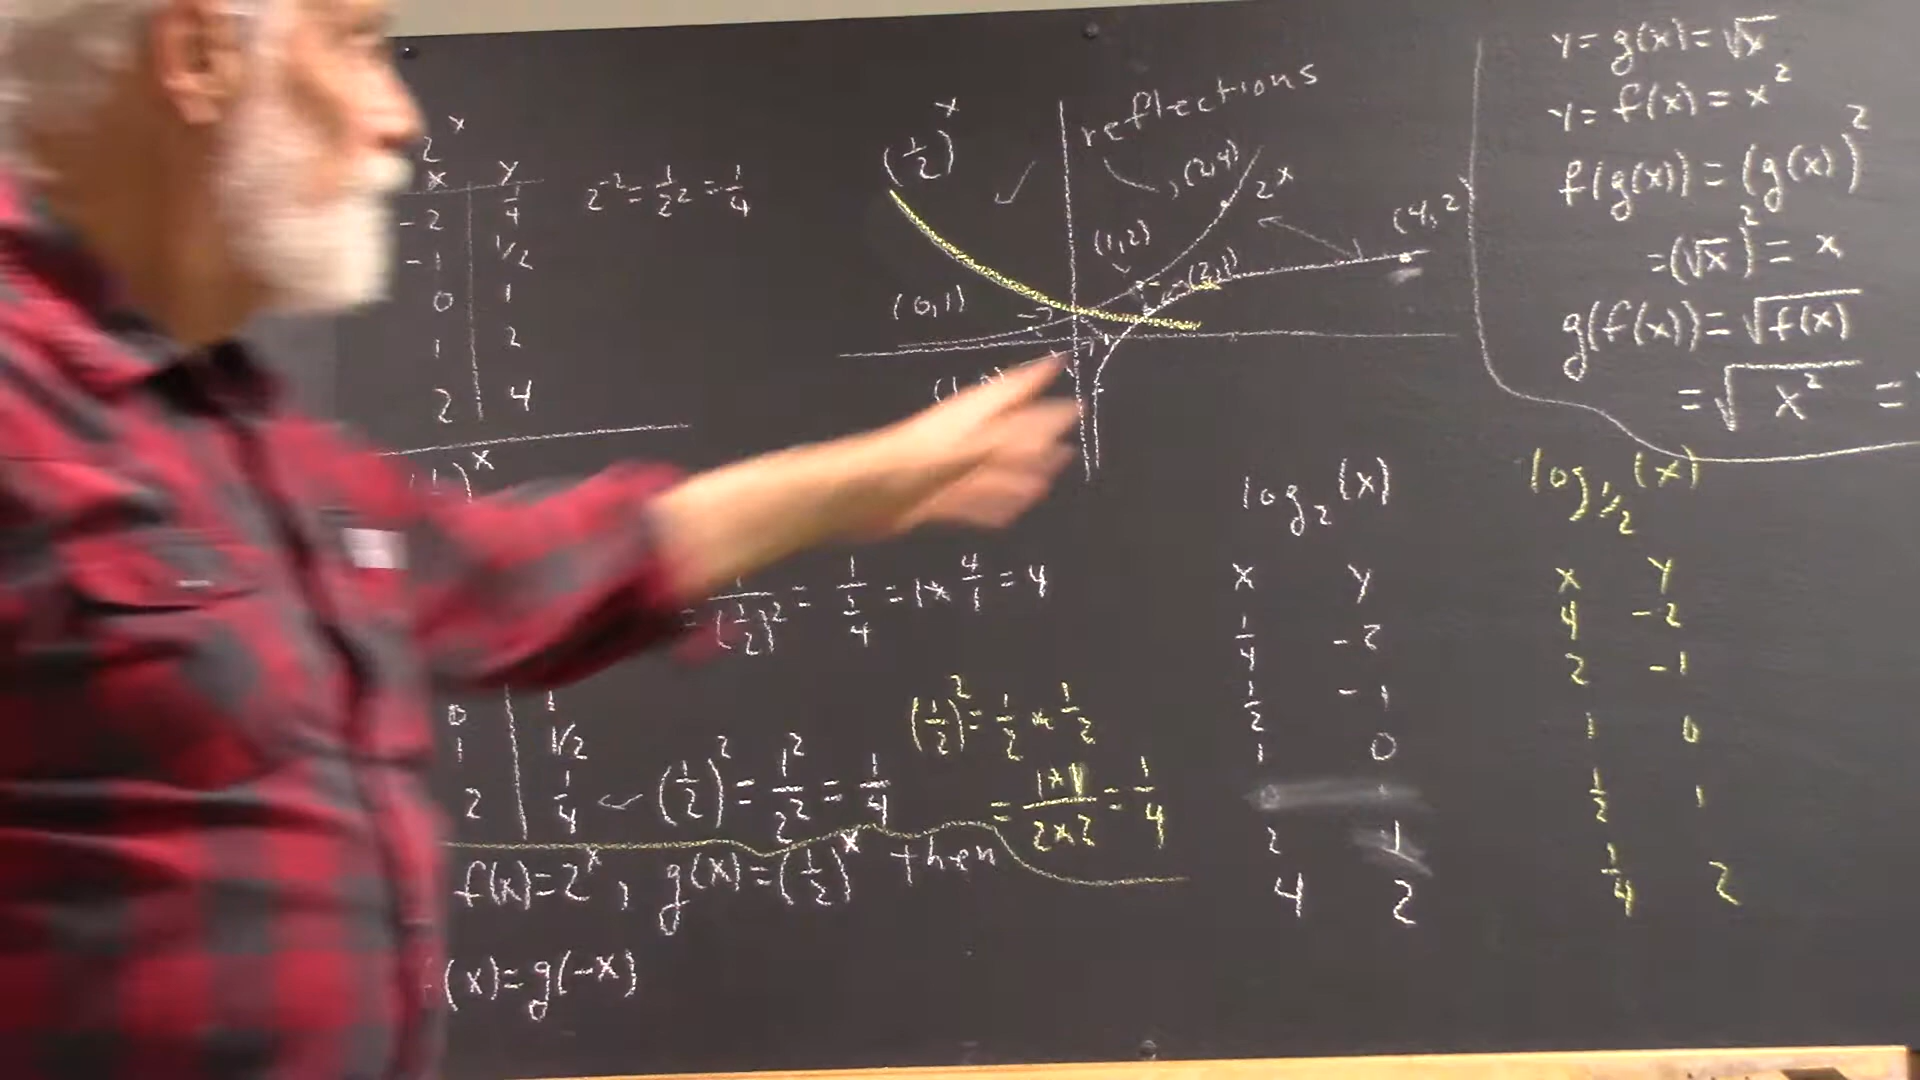 2^x
x y
-2 1/4
2^-2 = 1/2^2 = 1/4
-1 1/2
0 1
1 2
2 4
)^x
= 1/(1/2)^2 = 1/(1/4) = 1* 4/1 = 4
0 1
1 1/2
2 1/4 ← (1/2)^2 = 1^2/2^2 = 1/4
(1/2)^2 = 1/2 * 1/2
= 1*1/2*2 = 1/4
f(x)=2^x, g(x)=(1/2)^x then
(x)=g(-x)
reflections
(1/2)^x ✓
(2,4)
2^x
(4,2
(1,2)
(2,1)
(0,1)
log2(x)
x y
1/4 -2
1/2 -1
1 0
2 1
4 2
y= g(x)=√x
y= f(x)=x^2
f(g(x))=(g(x))^2
=(√x)^2= x
g(f(x))=√f(x)
=√x^2 =
log1/2(x)
x y
4 -2
2 -1
1 0
1/2 1
1/4 2